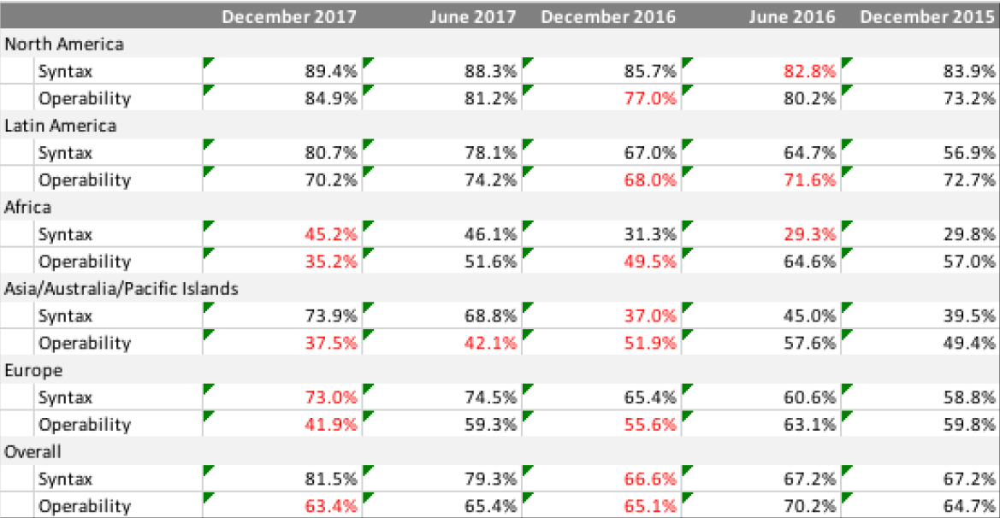 December 2017 June 2017 December 2016 June 2016 December 2015
North America
Syntax 89.4% 88.3% 85.7% 82.8% 83.9%
Operability 84.9% 81.2% 77.0% 80.2% 73.2%
Latin America
Syntax 80.7% 78.1% 67.0% 64.7% 56.9%
Operability 70.2% 74.2% 68.0% 71.6% 72.7%
Africa
Syntax 45.2% 46.1% 31.3% 29.3% 29.8%
Operability 35.2% 51.6% 49.5% 64.6% 57.0%
Asia/Australia/Pacific Islands
Syntax 73.9% 68.8% 37.0% 45.0% 39.5%
Operability 37.5% 42.1% 51.9% 57.6% 49.4%
Europe
Syntax 73.0% 74.5% 65.4% 60.6% 58.8%
Operability 41.9% 59.3% 55.6% 63.1% 59.8%
Overall
Syntax 81.5% 79.3% 66.6% 67.2% 67.2%
Operability 63.4% 65.4% 65.1% 70.2% 64.7%